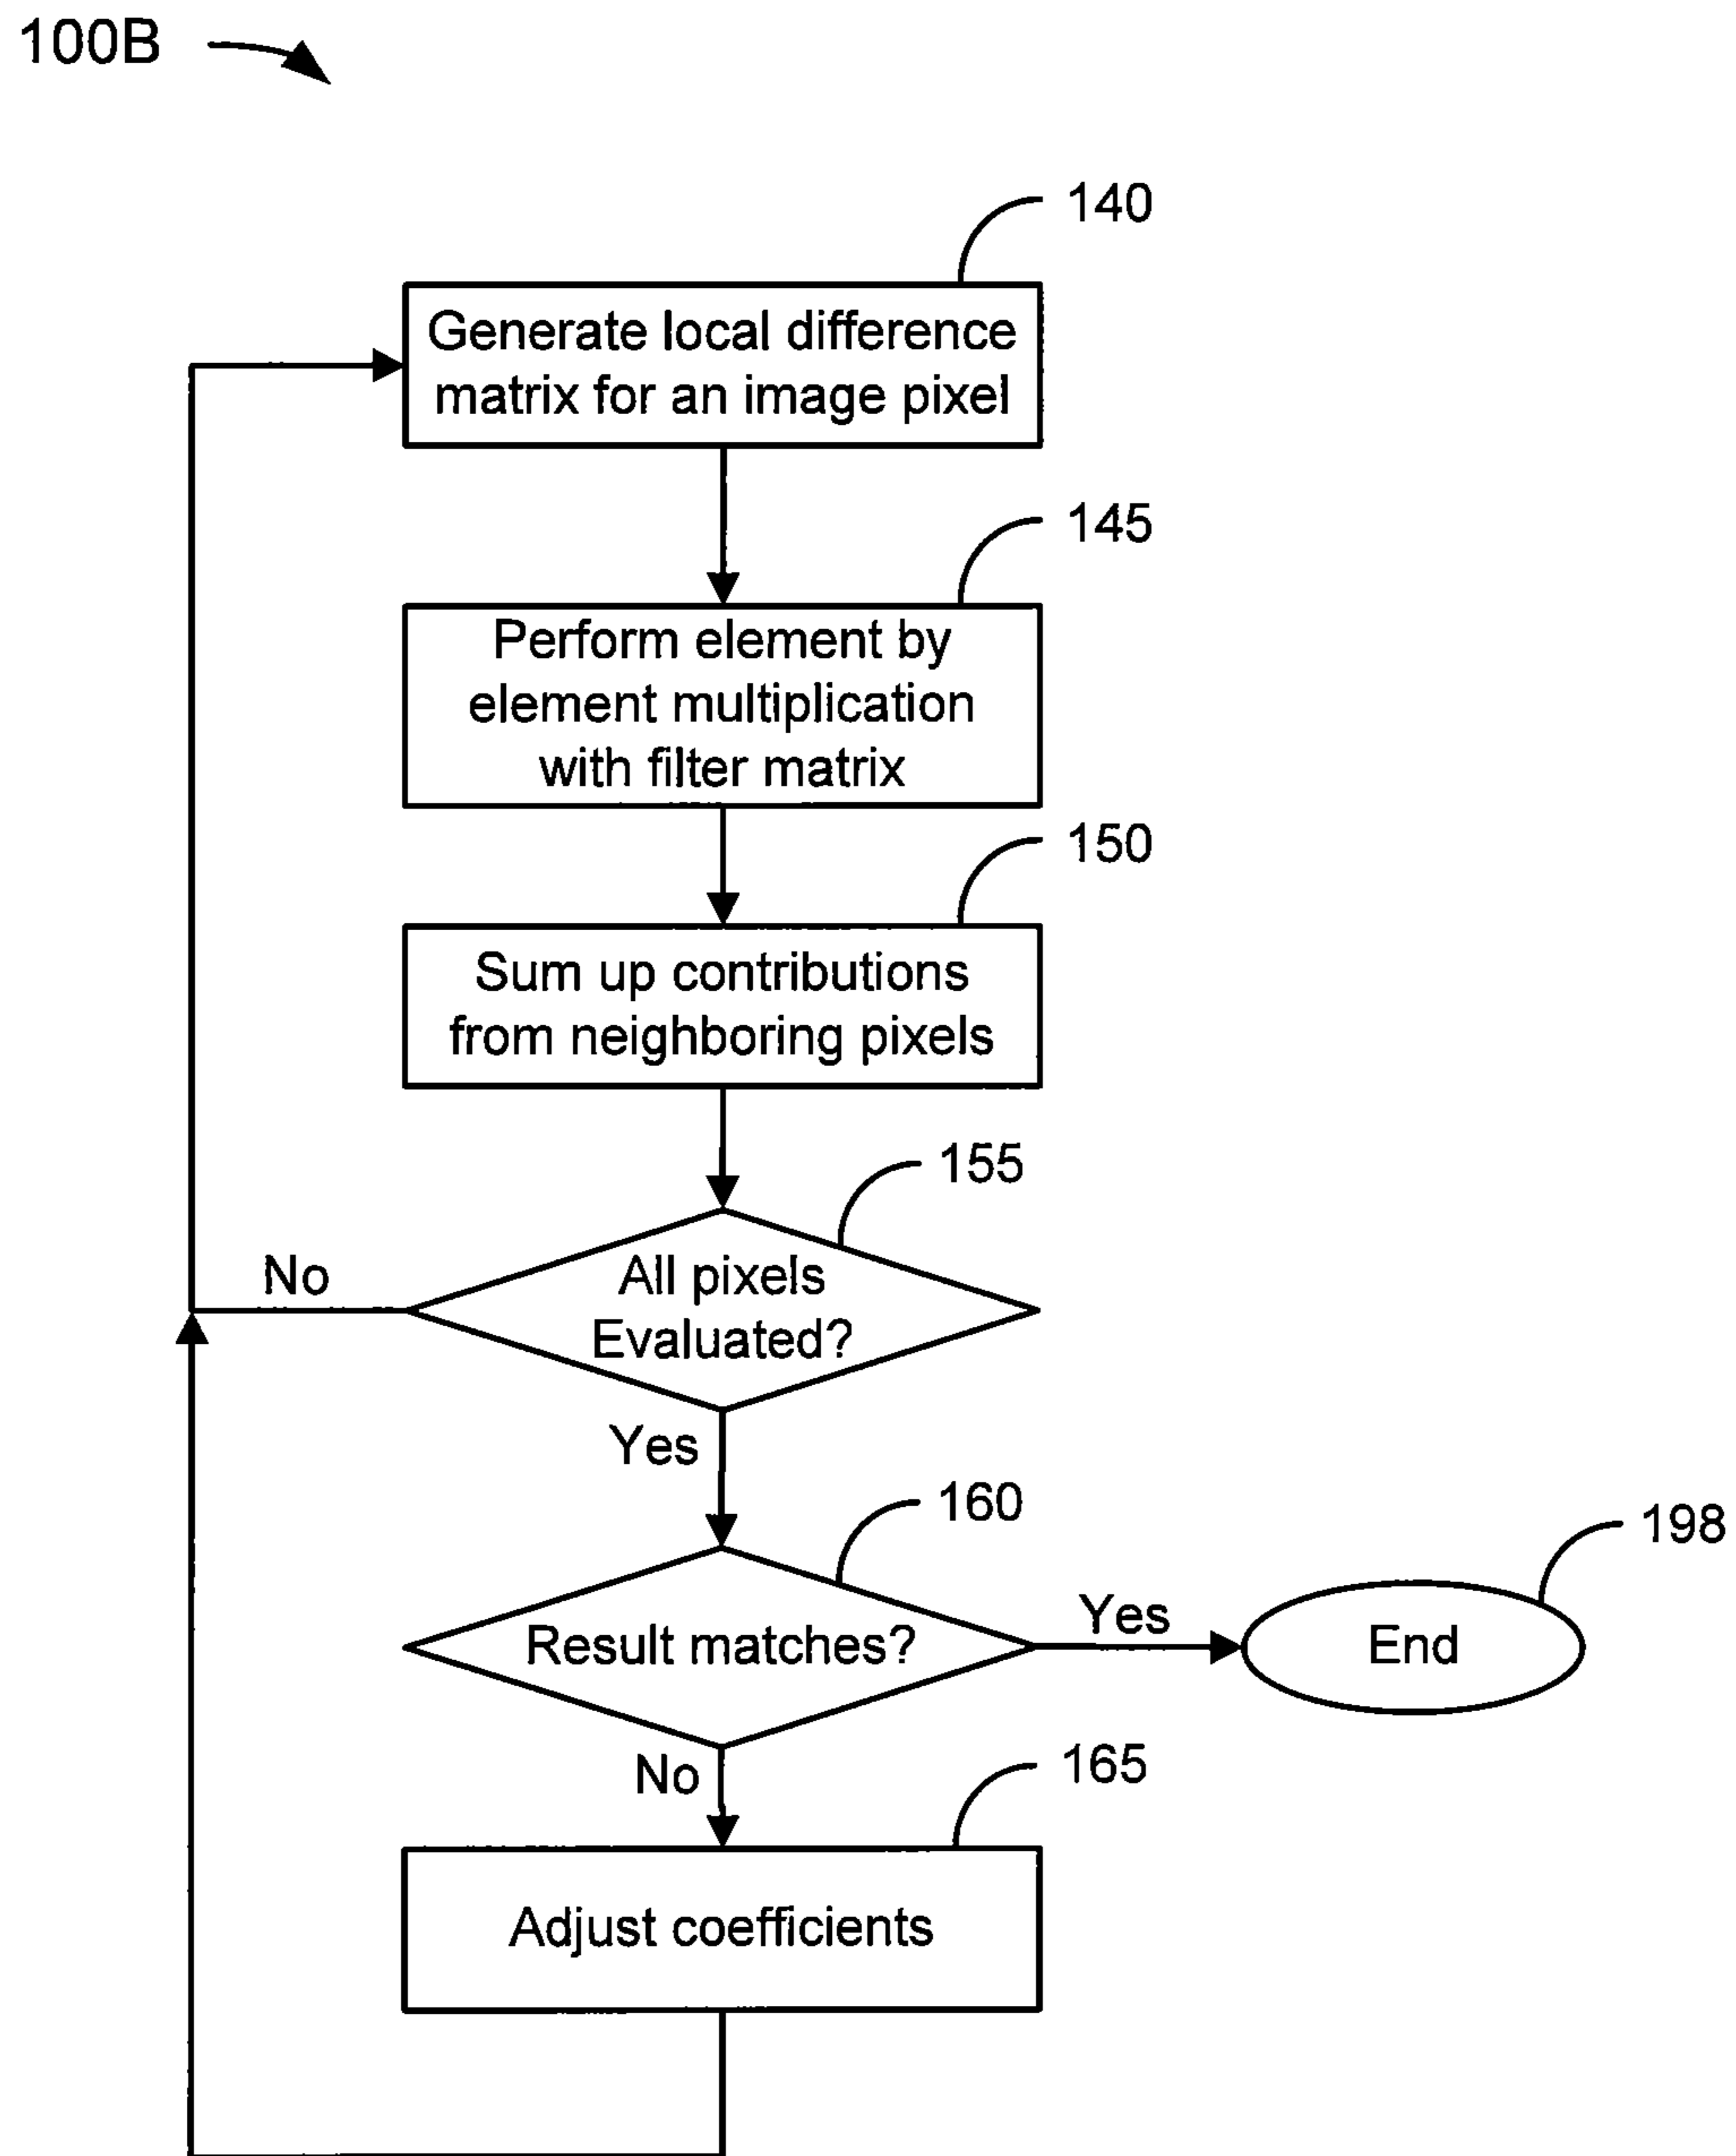 100B
140
Generate local difference
matrix for an image pixel
145
Perform element by
element multiplication
with filter matrix
150
Sum up contributions
from neighboring pixels
155
No
All pixels
Evaluated?
Yes
160
198
Result matches?
Yes
End
No
165
Adjust coefficients